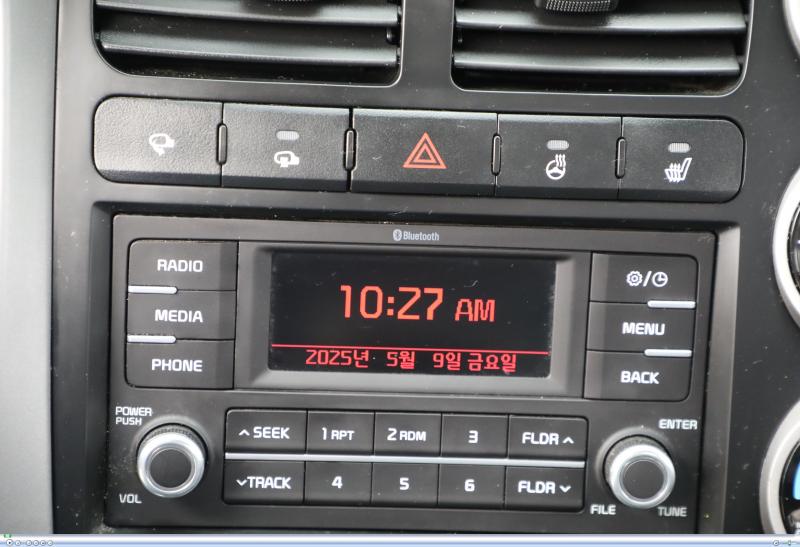 Bluetooth
RADIO
MEDIA
PHONE
10:27 AM
2025년 5월 9일 금요일
MENU
BACK
POWER
PUSH
VOL
SEEK
1 RPT
2 RDM
3
FLDR
TRACK
4
5
6
FLDR
ENTER
FILE
TUNE